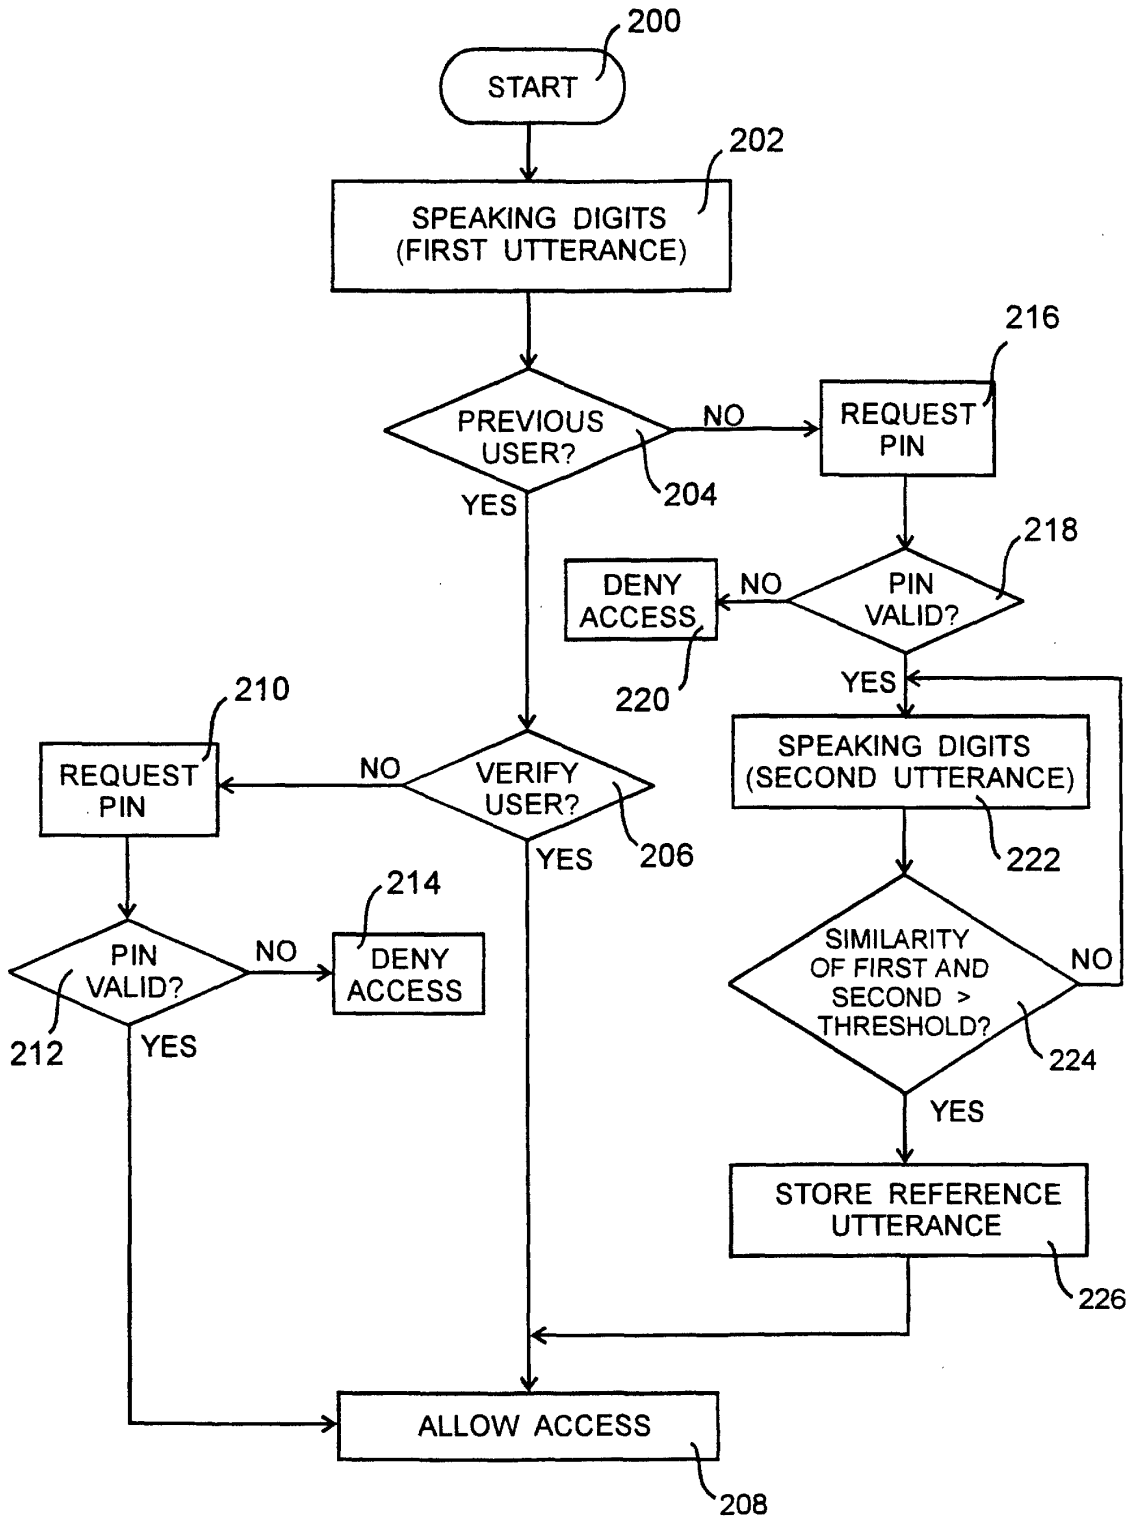 200
START
202
SPEAKING DIGITS
(FIRST UTTERANCE)
216
PREVIOUS
USER?
NO
REQUEST
PIN
204
YES
218
DENY
ACCESS
NO
PIN
VALID?
220
YES
210
REQUEST
PIN
NO
VERIFY
USER?
SPEAKING DIGITS
(SECOND UTTERANCE)
206
YES
222
214
PIN
VALID?
NO
DENY
ACCESS
SIMILARITY
OF FIRST AND
SECOND >
THRESHOLD?
NO
212
YES
224
YES
STORE REFERENCE
UTTERANCE
226
ALLOW ACCESS
208